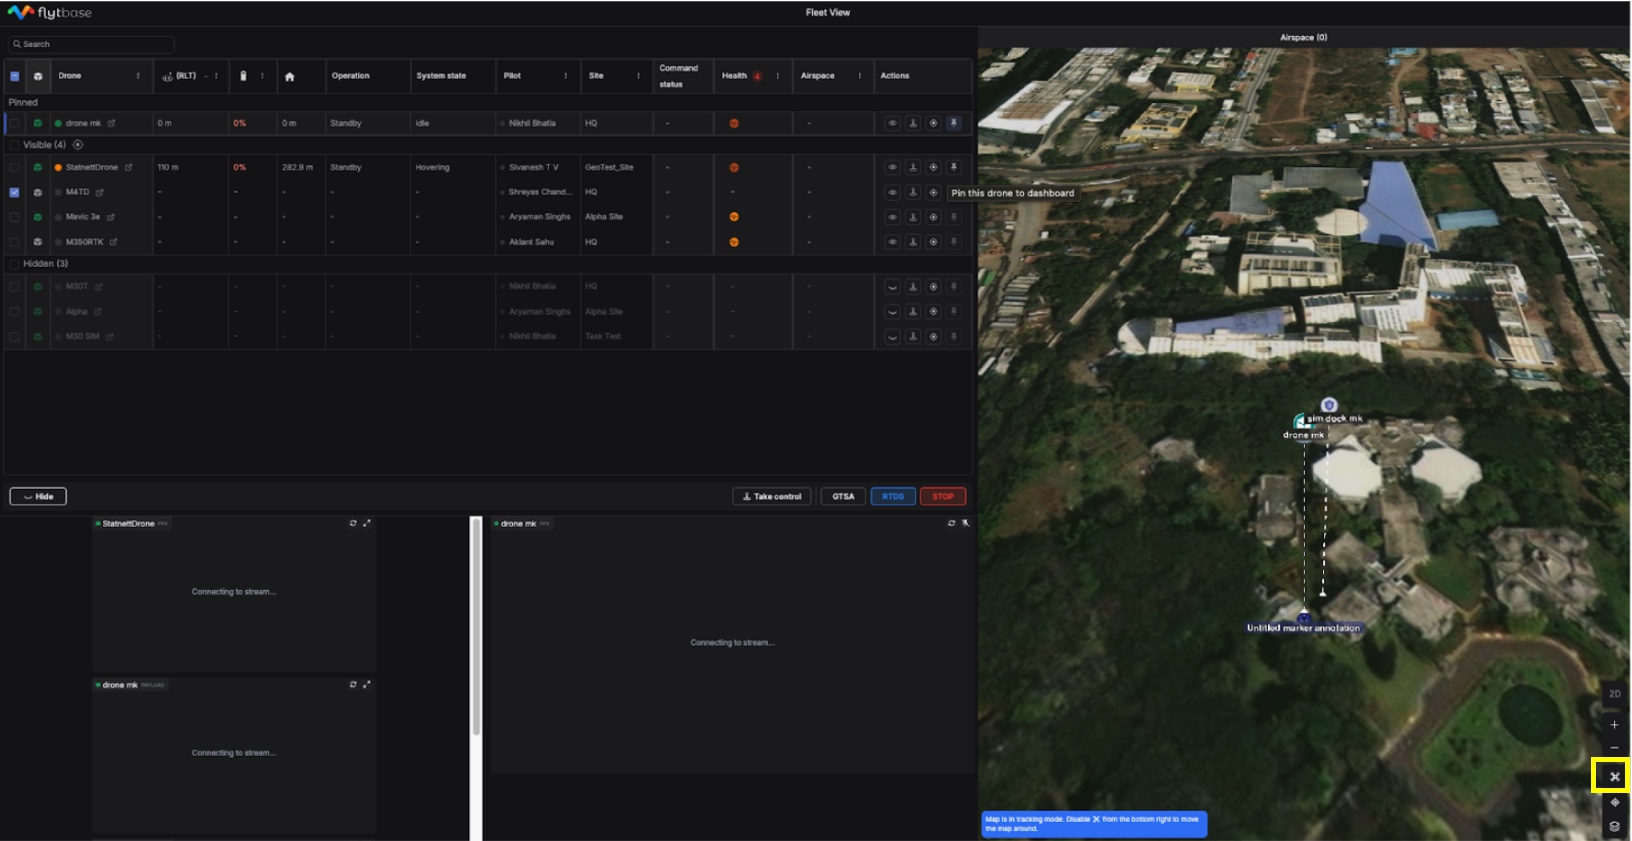 flytbase
Fleet View
Search
Airspace (0)
Drone (RLT) Operation System state Pilot Site Command status Health 4 Airspace Actions
Pinned
drone mk 0 m 0% 0 m Standby Idle Nikhil Bhatia HQ - -
Visible (4)
StatnettDrone 110 m 0% 282.9 m Standby Hovering Sivanesh T V GeoTest_Site - -
M4TD - - - - - Shreyas Chand... HQ - - -
Pin this drone to dashboard
Mavic 3e - - - - - Aryaman Singhs Alpha Site - -
M350RTK - - - - - Aklant Sahu HQ - -
Hidden (3)
M30T - - - - - Nikhil Bhatia HQ - - -
Alpha - - - - - Aryaman Singhs Alpha Site - - -
M30 SIM - - - - - Nikhil Bhatia Task Test - - -
Hide
Take control
GTSA
RTDS
STOP
StatnettDrone FPV
Connecting to stream...
drone mk PAYLOAD
Connecting to stream...
drone mk FPV
Connecting to stream...
sim dock mk
drone mk
Untitled marker annotation
2D
Map is in tracking mode. Disable from the bottom right to move
the map around.